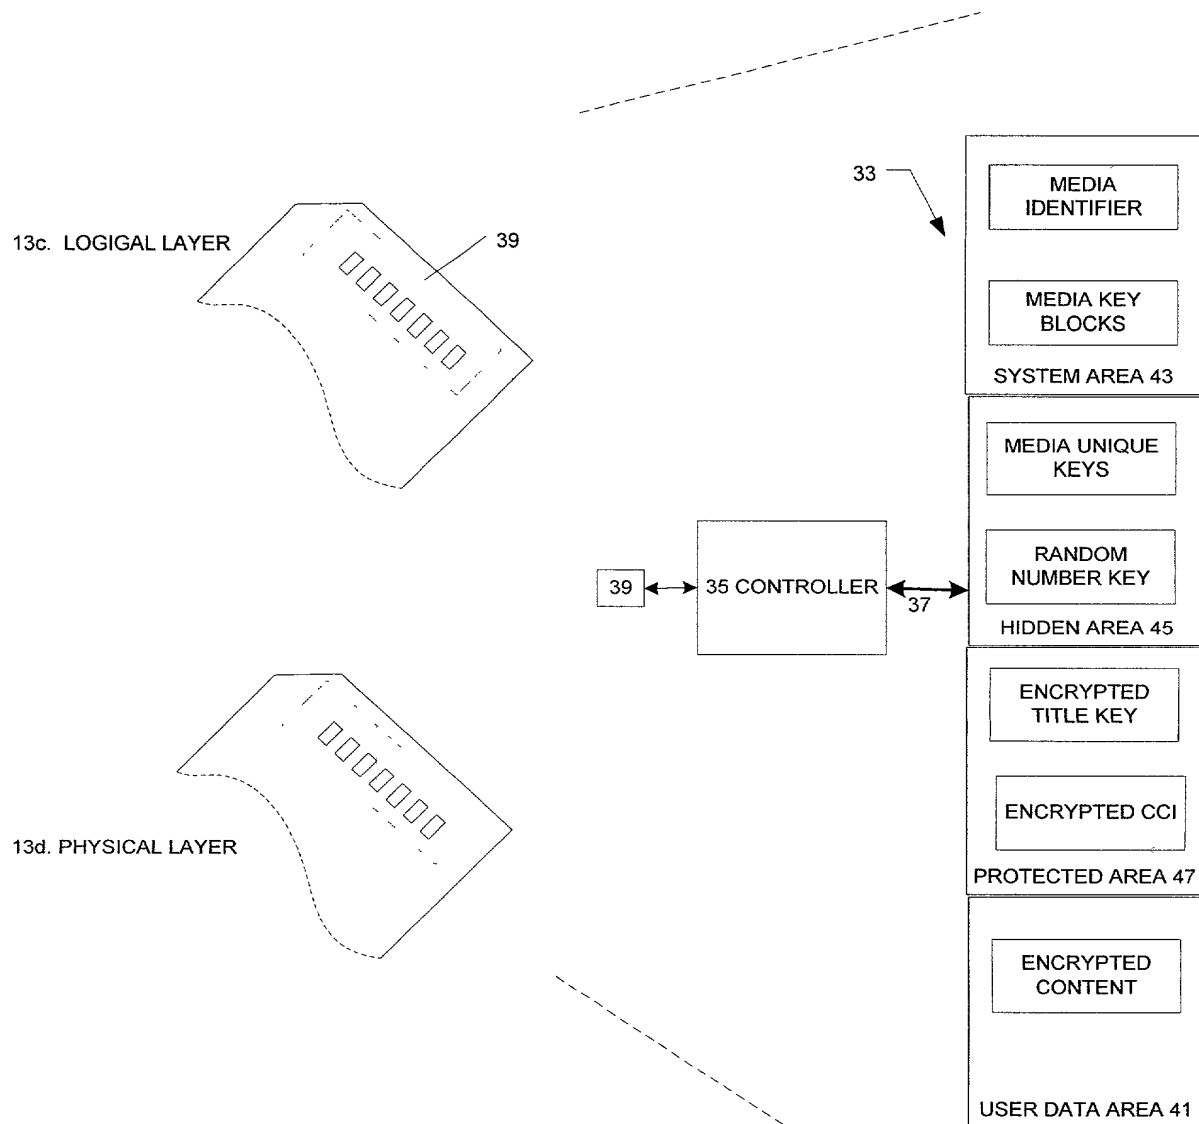 33
MEDIA
IDENTIFIER
MEDIA KEY
BLOCKS
SYSTEM AREA 43
13c. LOGIGAL LAYER
39
MEDIA UNIQUE
KEYS
RANDOM
NUMBER KEY
HIDDEN AREA 45
39
35 CONTROLLER
37
ENCRYPTED
TITLE KEY
ENCRYPTED CCI
PROTECTED AREA 47
13d. PHYSICAL LAYER
ENCRYPTED
CONTENT
USER DATA AREA 41